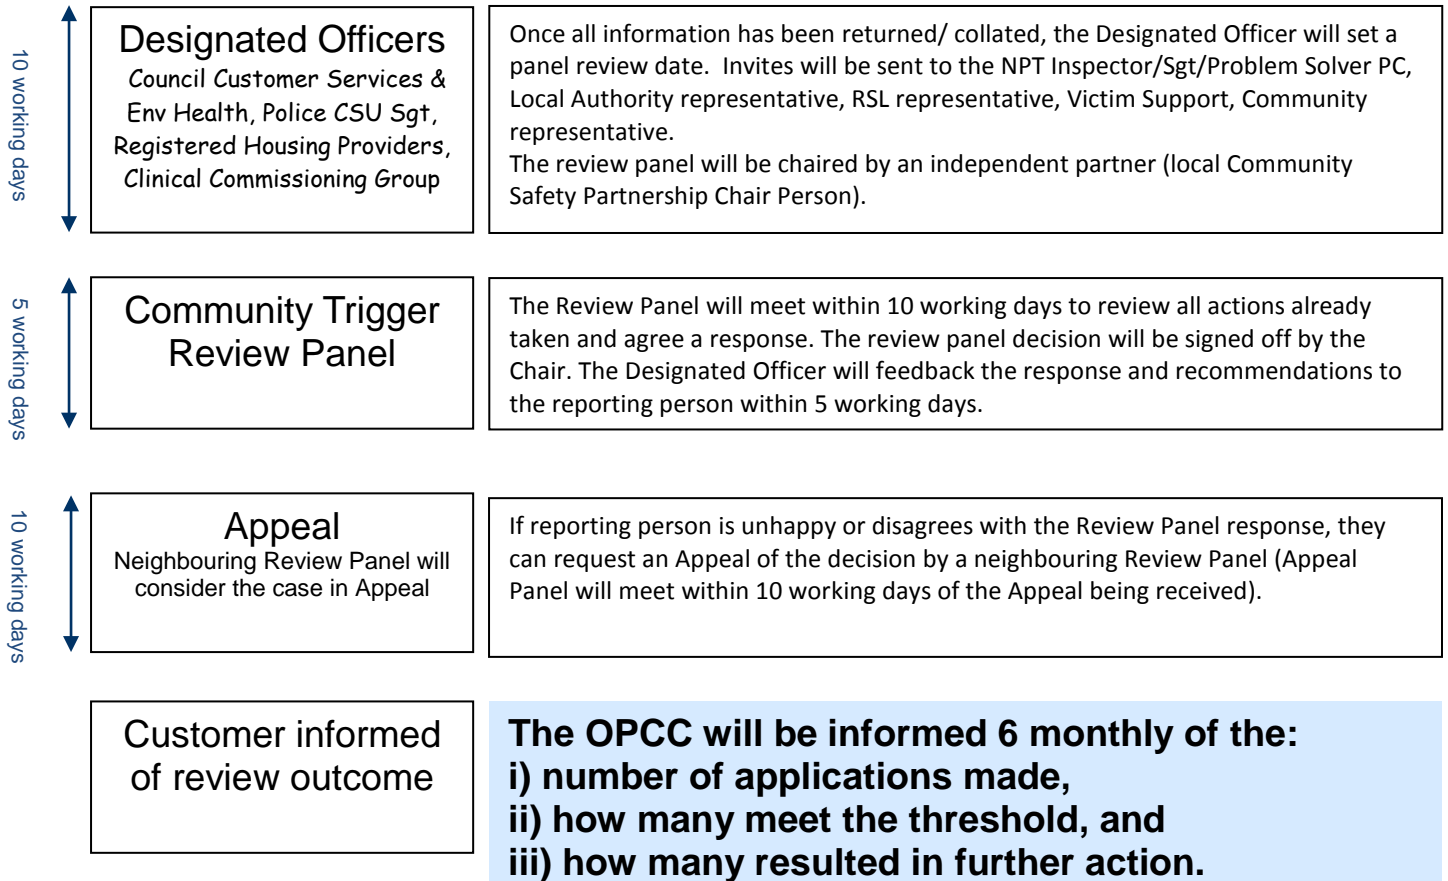 10 working days
Designated Officers
Council Customer Services &
Env Health, Police CSU Sgt,
Registered Housing Providers,
Clinical Commissioning Group
Once all information has been returned/ collated, the Designated Officer will set a
panel review date.  Invites will be sent to the NPT Inspector/Sgt/Problem Solver PC,
Local Authority representative, RSL representative, Victim Support, Community
representative.
The review panel will be chaired by an independent partner (local Community
Safety Partnership Chair Person).
5 working days
Community Trigger
Review Panel
The Review Panel will meet within 10 working days to review all actions already
taken and agree a response. The review panel decision will be signed off by the
Chair. The Designated Officer will feedback the response and recommendations to
the reporting person within 5 working days.
10 working days
Appeal
Neighbouring Review Panel will
consider the case in Appeal
If reporting person is unhappy or disagrees with the Review Panel response, they
can request an Appeal of the decision by a neighbouring Review Panel (Appeal
Panel will meet within 10 working days of the Appeal being received).
Customer informed
of review outcome
The OPCC will be informed 6 monthly of the:
i) number of applications made,
ii) how many meet the threshold, and
iii) how many resulted in further action.